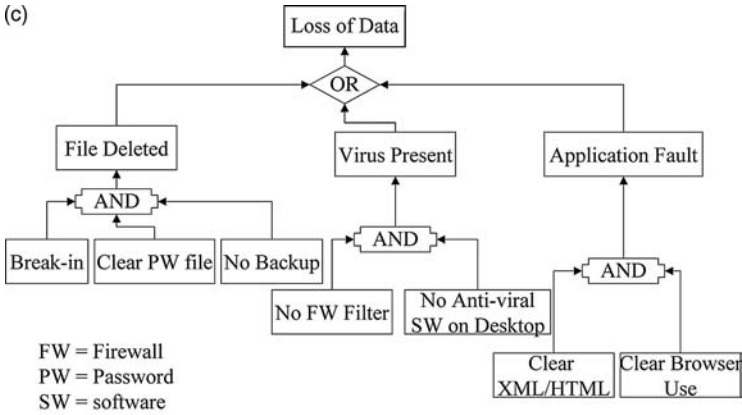 (c)
Loss of Data
OR
File Deleted
Virus Present
Application Fault
AND
AND
Break-in
Clear PW file
No Backup
AND
No FW Filter
No Anti-viral
SW on Desktop
Clear
XML/HTML
Clear Browser
Use
FW = Firewall
PW = Password
SW = software